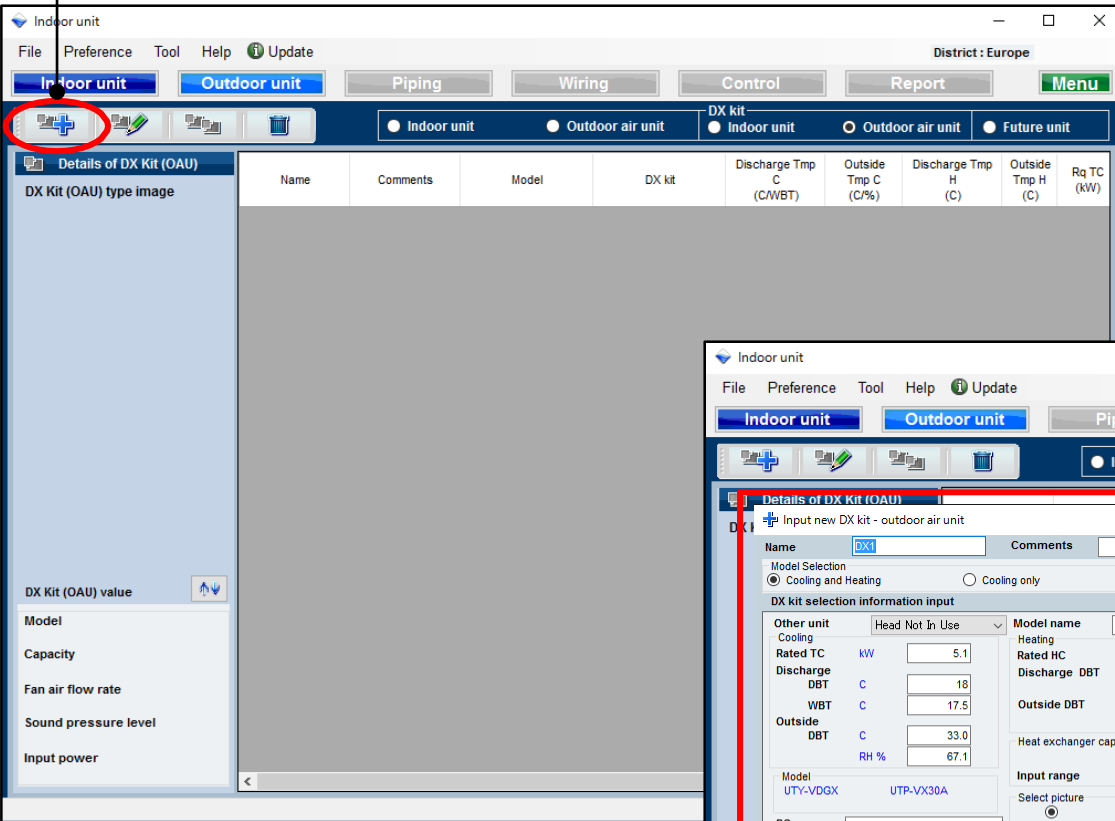 Indoor unit
File Preference Tool Help Update
District : Europe
Indoor unit Outdoor unit Piping Wiring Control Report Menu
DX kit
Indoor unit Outdoor air unit Indoor unit Outdoor air unit Future unit
Details of DX Kit (OAU)
DX Kit (OAU) type image
Name Comments Model DX kit Discharge Tmp C (C/WBT) Outside Tmp C (C/%) Discharge Tmp H (C) Outside Tmp H (C) Rq TC (kW)
DX Kit (OAU) value
Model
Capacity
Fan air flow rate
Sound pressure level
Input power
Indoor unit
File Preference Tool Help Update
Indoor unit Outdoor unit
Details of DX Kit (OAU)
Input new DX kit - outdoor air unit
Name DX1 Comments
Model Selection
Cooling and Heating Cooling only
DX kit selection information input
Other unit Head Not In Use Model name
Cooling Heating
Rated TC kW 5.1 Rated HC
Discharge Discharge DBT
DBT C 18
WBT C 17.5 Outside DBT
Outside
DBT C 33.0
Heat exchanger cap
RH % 67.1
Model Input range
UTY-VDGX UTP-VX30A
Select picture